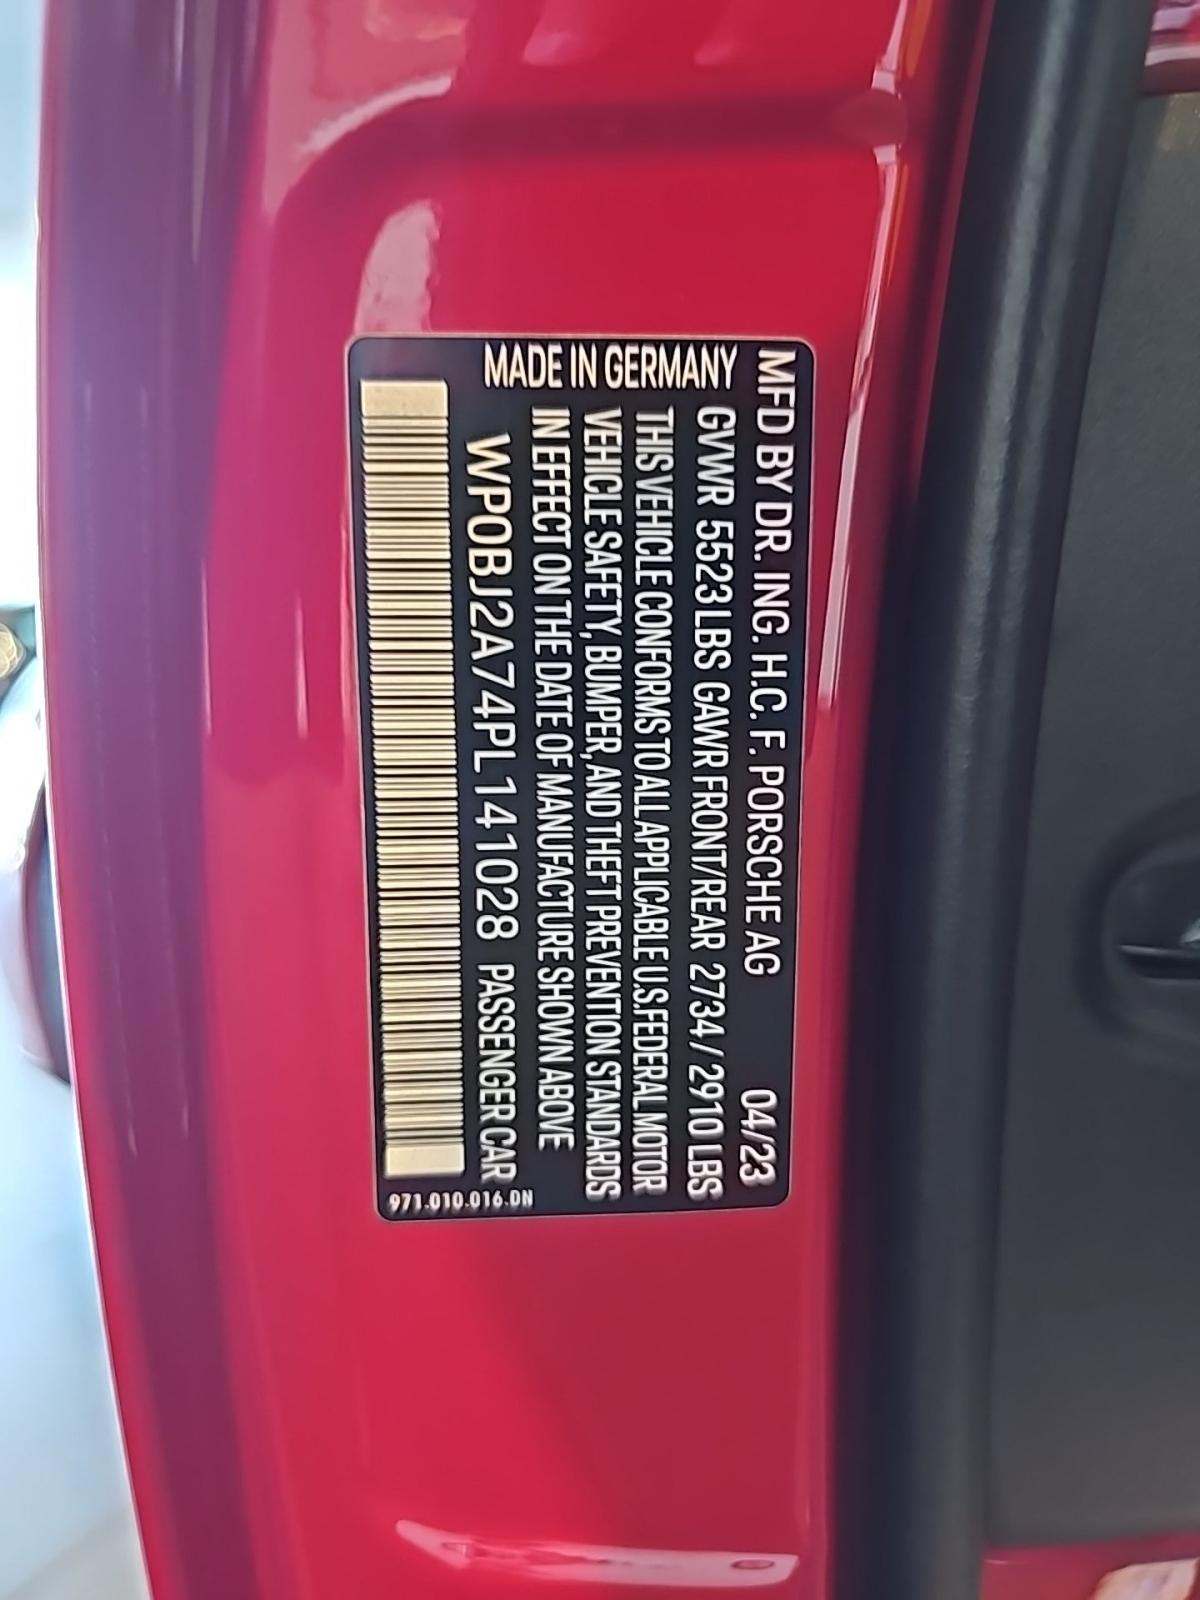 MFD BY DR. ING. H.C. F. PORSCHE AG 04/23
GVWR 5523 LBS GAWR FRONT/REAR 2734 / 2910 LBS
THIS VEHICLE CONFORMS TO ALL APPLICABLE U.S. FEDERAL MOTOR
VEHICLE SAFETY, BUMPER, AND THEFT PREVENTION STANDARDS
IN EFFECT ON THE DATE OF MANUFACTURE SHOWN ABOVE
WP0BJ2A74PL141028 PASSENGER CAR
MADE IN GERMANY
971.010.016.DN